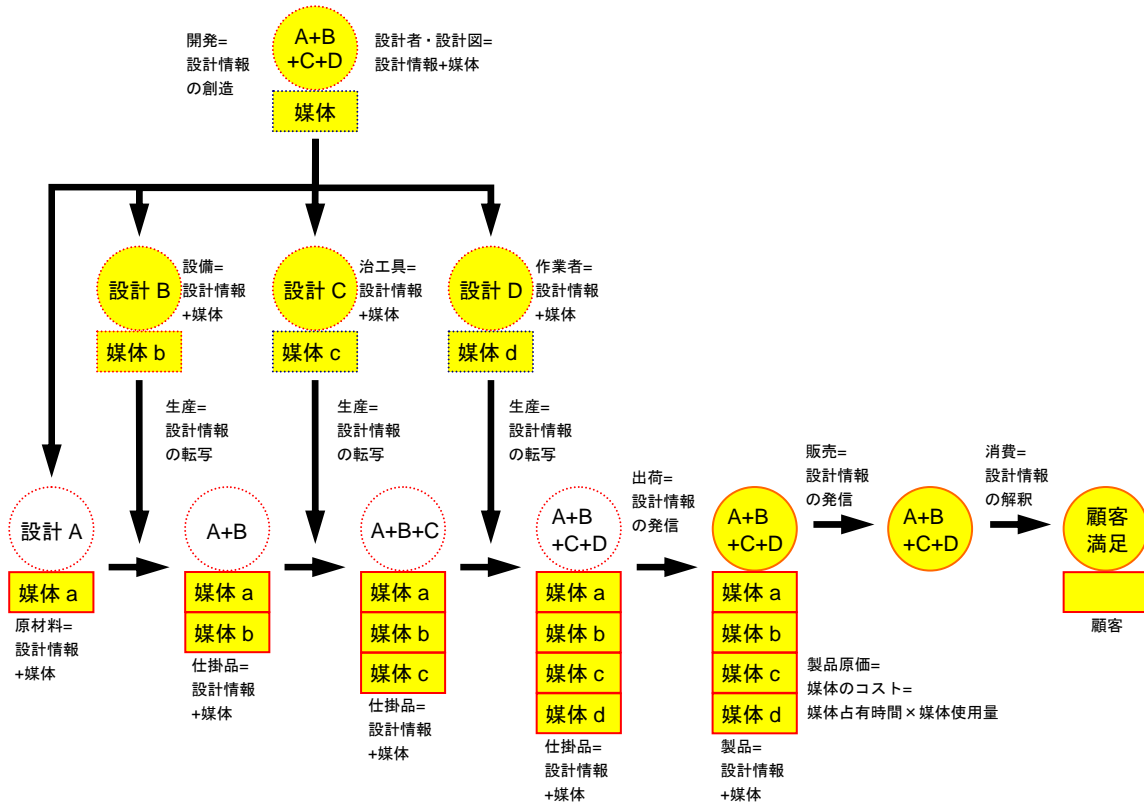 開発=
設計情報
の創造
A+B
+C+D
設計者・設計図=
設計情報+媒体
媒体
設計 B
設備=
設計情報
+媒体
媒体 b
設計 C
治工具=
設計情報
+媒体
媒体 c
設計 D
作業者=
設計情報
+媒体
媒体 d
生産=
設計情報
の転写
生産=
設計情報
の転写
生産=
設計情報
の転写
出荷=
設計情報
の発信
販売=
設計情報
の発信
消費=
設計情報
の解釈
設計 A
媒体 a
原材料=
設計情報
+媒体
A+B
媒体 a
媒体 b
仕掛品=
設計情報
+媒体
A+B+C
媒体 a
媒体 b
媒体 c
仕掛品=
設計情報
+媒体
A+B
+C+D
媒体 a
媒体 b
媒体 c
媒体 d
仕掛品=
設計情報
+媒体
A+B
+C+D
媒体 a
媒体 b
媒体 c
媒体 d
製品=
設計情報
+媒体
製品原価=
媒体のコスト=
媒体占有時間×媒体使用量
A+B
+C+D
顧客
満足
顧客